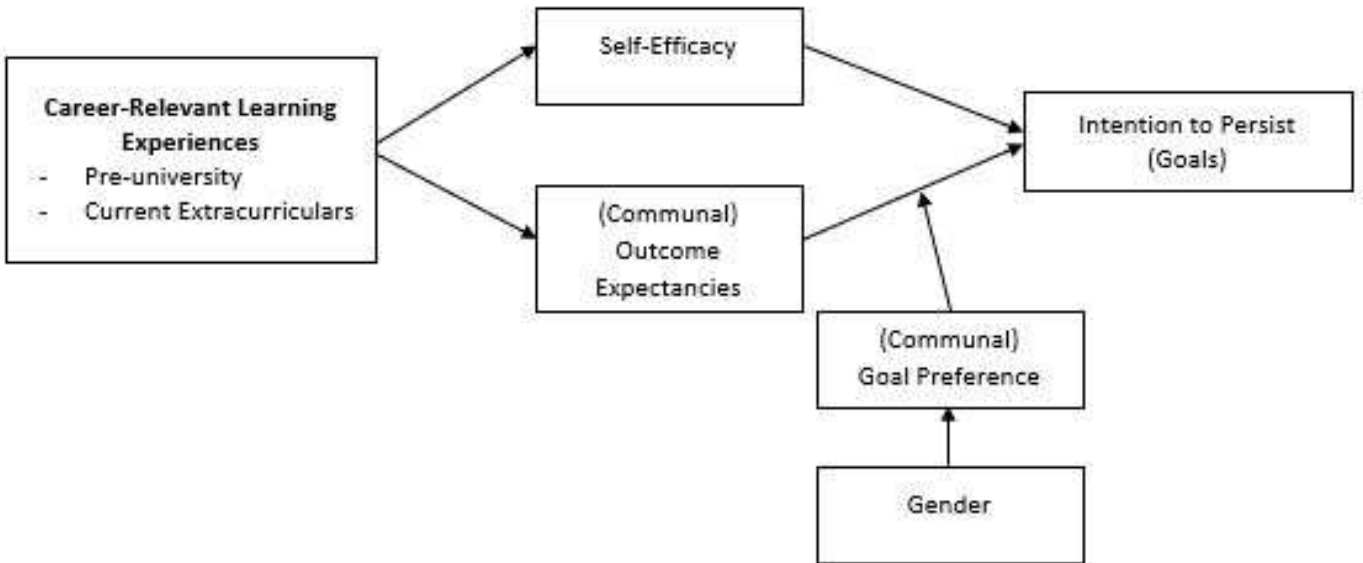 Career-Relevant Learning
Experiences
- Pre-university
- Current Extracurriculars
Self-Efficacy
(Communal)
Outcome
Expectancies
Intention to Persist
(Goals)
(Communal)
Goal Preference
Gender